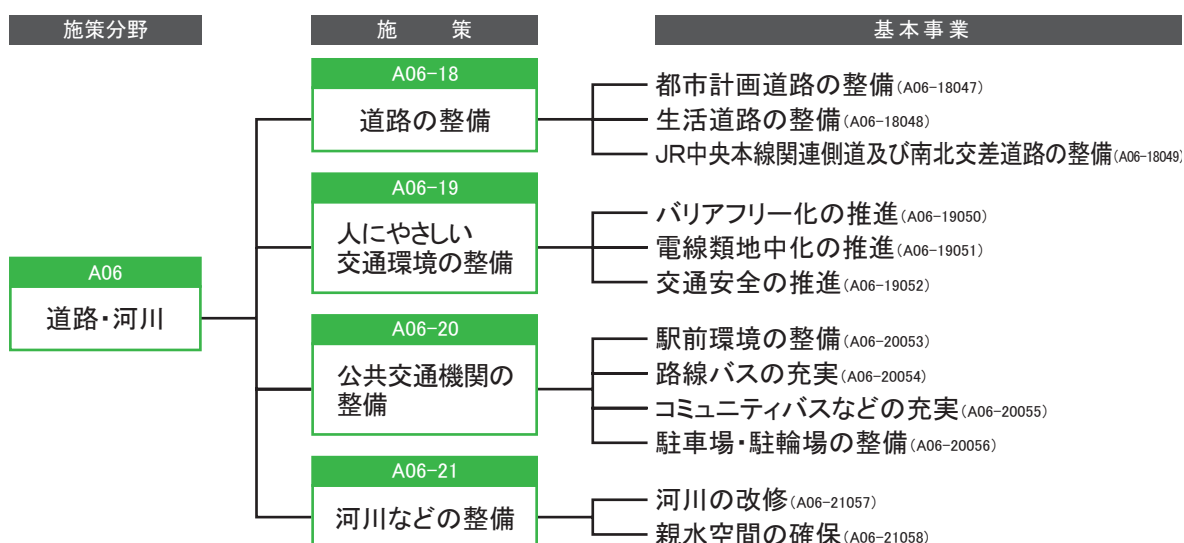 施策分野
施 策
基本事業
A06
道路・河川
A06-18
道路の整備
都市計画道路の整備(A06-18047)
生活道路の整備(A06-18048)
JR中央本線関連側道及び南北交差道路の整備(A06-18049)
A06-19
人にやさしい
交通環境の整備
バリアフリー化の推進(A06-19050)
電線類地中化の推進(A06-19051)
交通安全の推進(A06-19052)
A06-20
公共交通機関の
整備
駅前環境の整備(A06-20053)
路線バスの充実(A06-20054)
コミュニティバスなどの充実(A06-20055)
駐車場・駐輪場の整備(A06-20056)
A06-21
河川などの整備
河川の改修(A06-21057)
親水空間の確保(A06-21058)